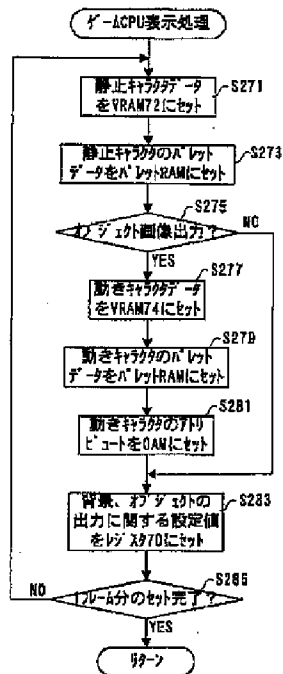 ゲームCPU表示処理
静止キャラクタデータ
をVRAM72にセット
S271
静止キャラクタのパレット
データをパレットRAMにセット
S273
オブジェクト画像出力?
S275
NO
YES
動きキャラクタデータ
をVRAM74にセット
S277
動きキャラクタのパレット
データをパレットRAMにセット
S279
動きキャラクタのアトリ
ビュートをOAMにセット
S281
背景、オブジェクトの
出力に関する設定値
をレジスタ70にセット
S283
1フレーム分のセット完了?
S285
NO
YES
リターン